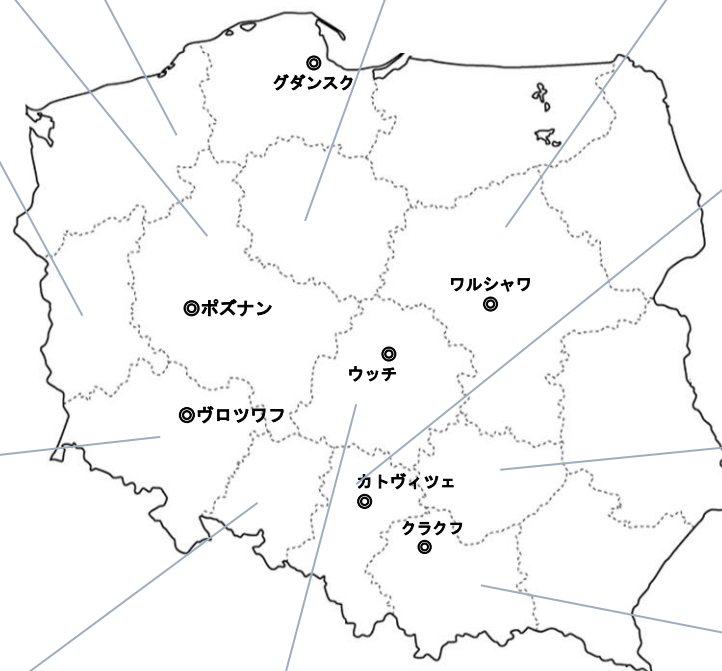 グダンスク
ワルシャワ
ポズナン
ウッチ
ヴロツワフ
カトヴィツェ
クラクフ